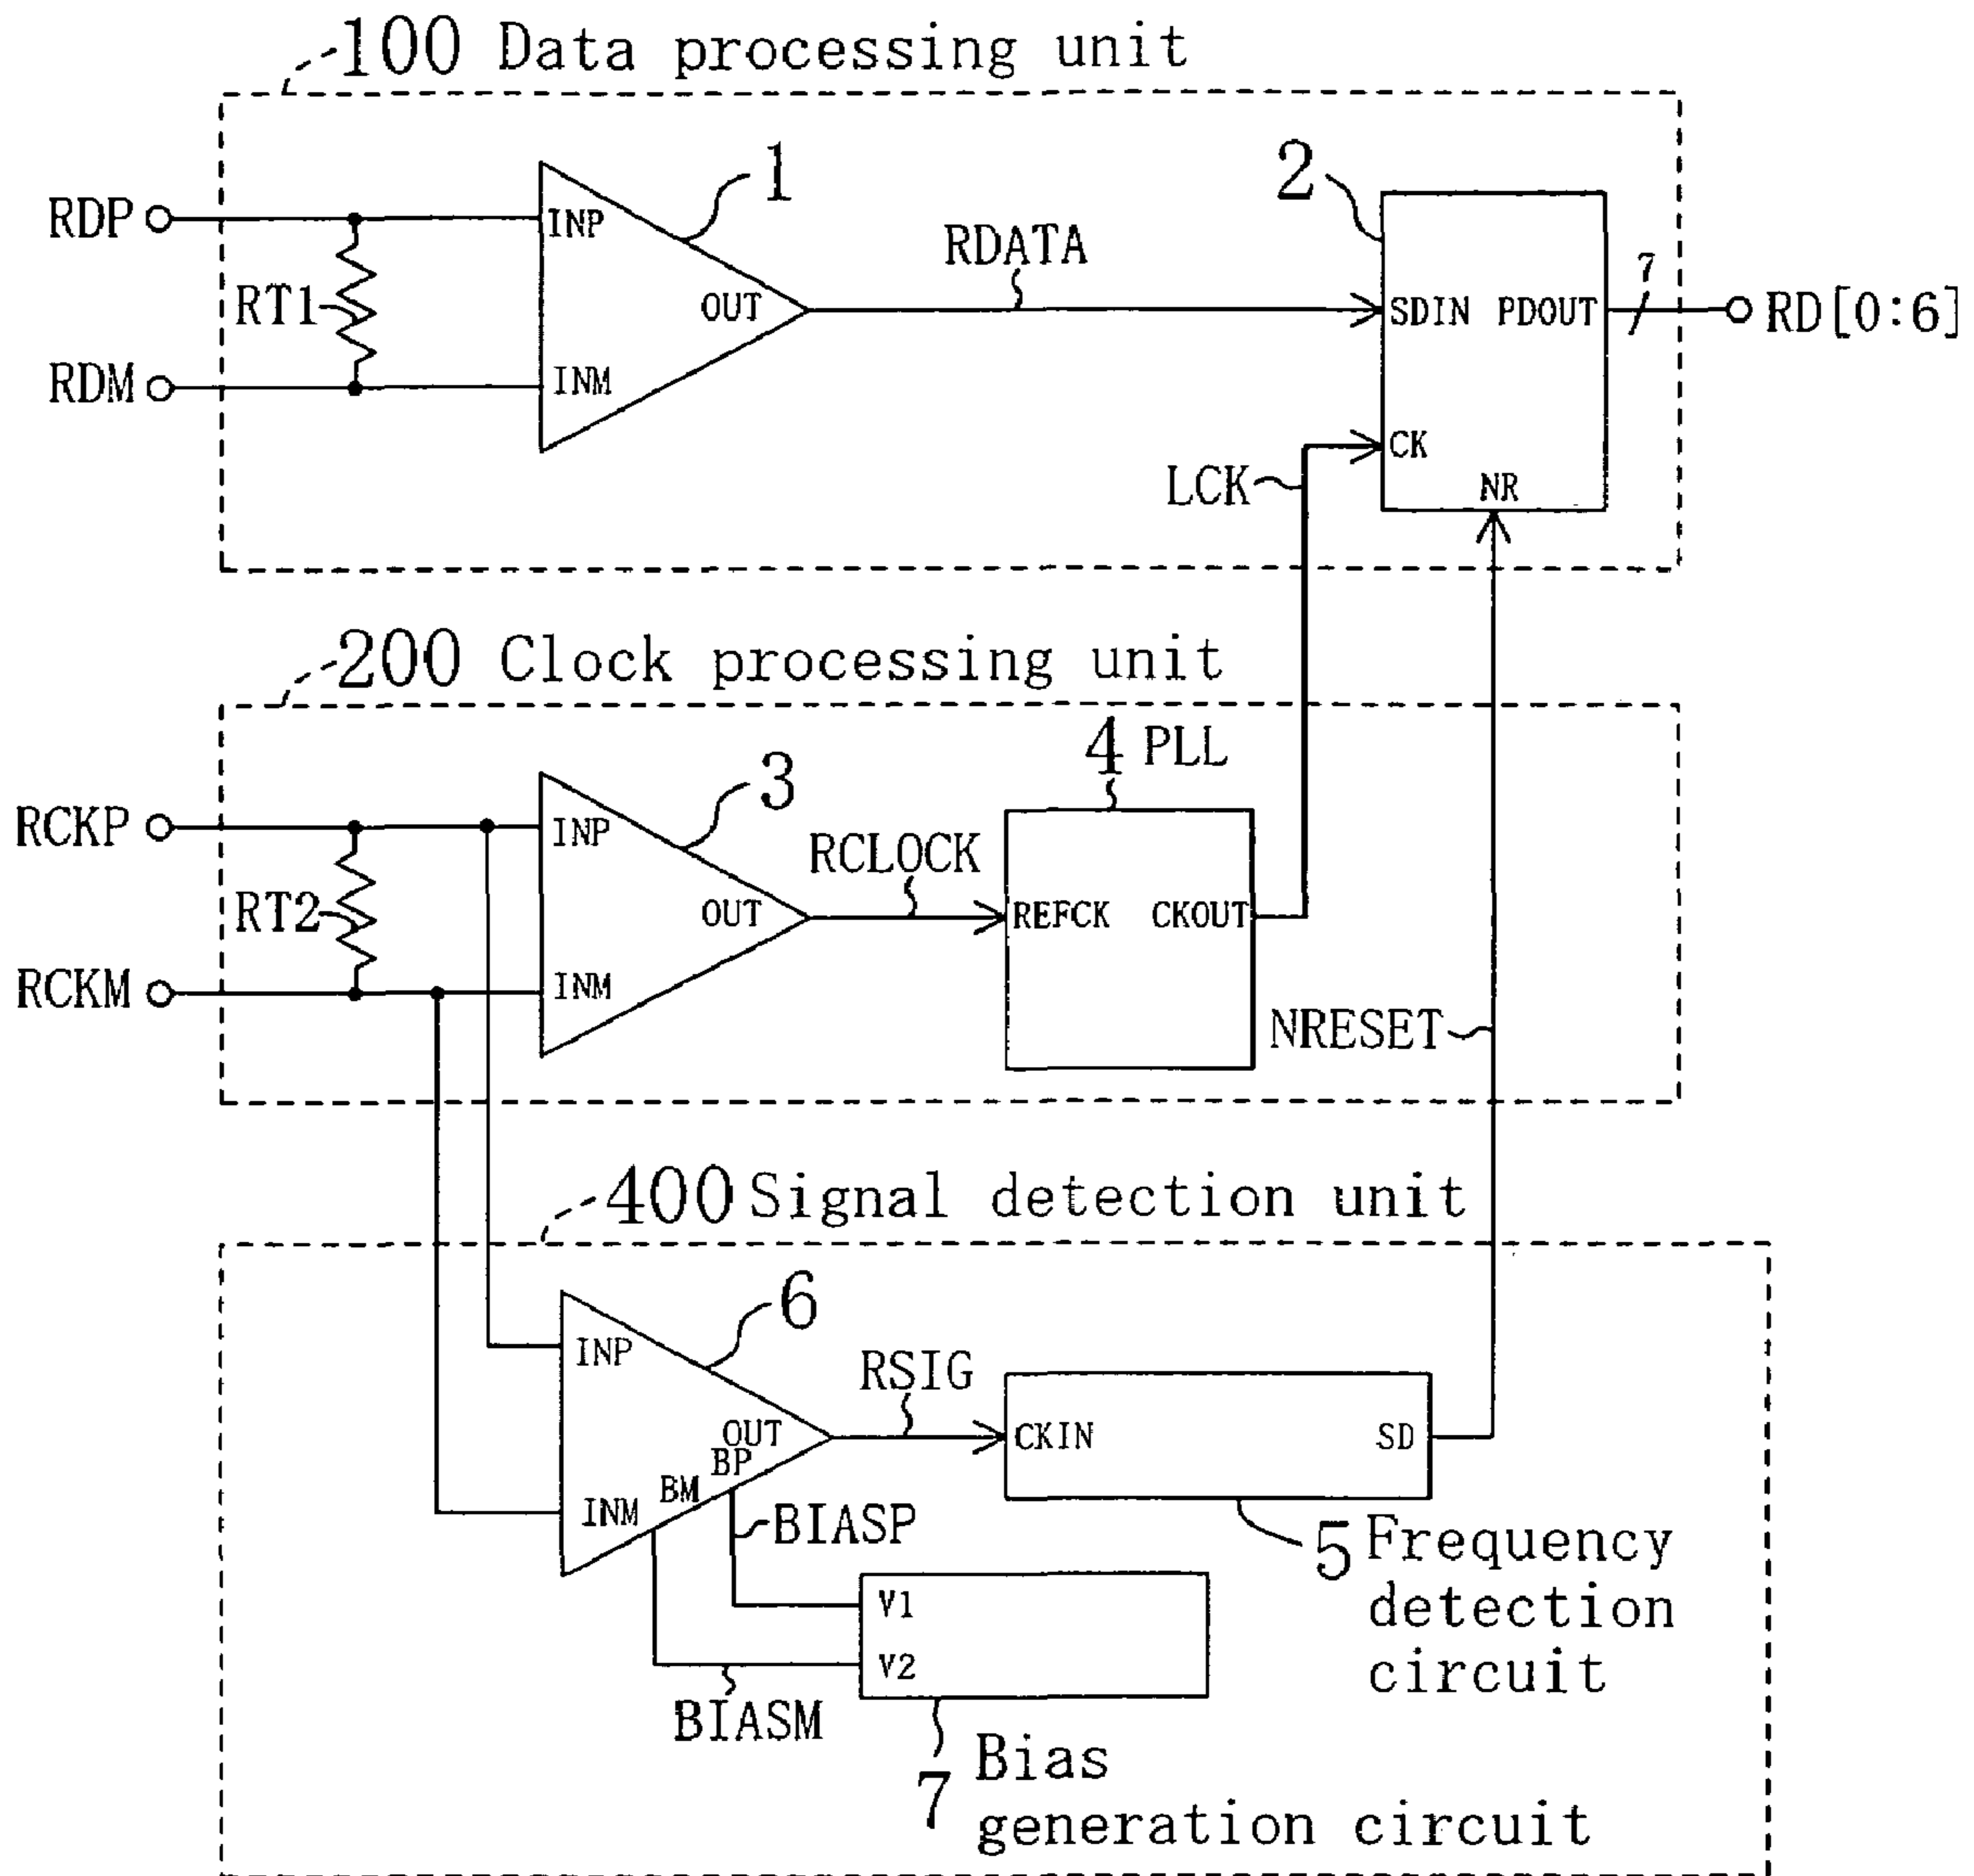 100 Data processing unit
1
2
RDP
INP
RDATA
7
RT1
OUT
SDIN PDOUT
RD[0:6]
RDM
INM
CK
LCK
NR
200 Clock processing unit
4 PLL
3
RCKP
INP
RCLOCK
RT2
OUT
REFCK CKOUT
RCKM
INM
NRESET
400 Signal detection unit
6
INP
RSIG
OUT
CKIN
SD
BP
BM
INM
BIASP
5 Frequency
detection
circuit
V1
V2
BIASM
7 Bias
generation circuit